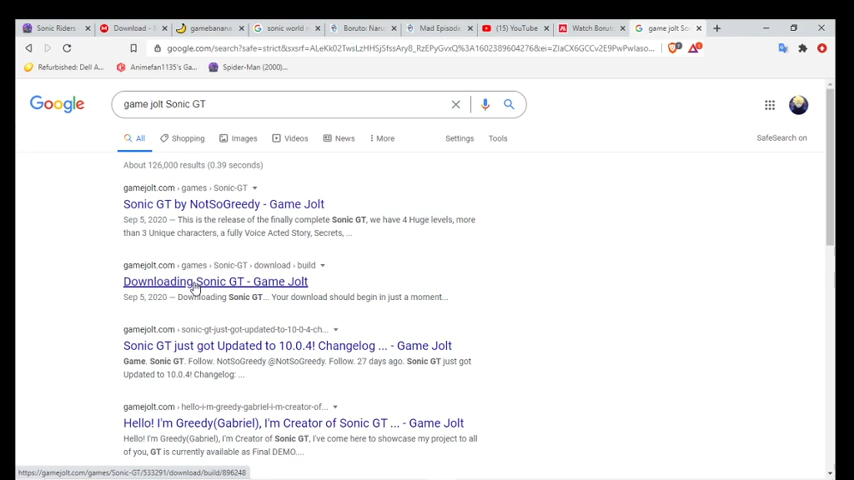 Sonic Riders
Download -
gamebanana
sonic world
Boruto: Naru
Mad Episode
(15) YouTube
Watch Boruto
game jolt Son
google.com/search?safe=strict&sxsrf=
Refurbished: Dell A...
Animefan1135's Ga...
Spider-Man (2000)...
Google
game jolt Sonic GT
All
Shopping
Images
Videos
News
More
Settings
Tools
SafeSearch on
About 126,000 results (0.39 seconds)
gamejolt.com › games › Sonic-GT
Sonic GT by NotSoGreedy - Game Jolt
Sep 5, 2020 — This is the release of the finally complete Sonic GT, we have 4 Huge levels, more
than 3 Unique characters, a fully Voice Acted Story, Secrets, ...
gamejolt.com › games › Sonic-GT › download › build
Downloading Sonic GT - Game Jolt
Sep 5, 2020 — Downloading Sonic GT... Your download should begin in just a moment...
gamejolt.com › sonic-gt-just-got-updated-to-10-0-4-ch...
Sonic GT just got Updated to 10.0.4! Changelog ... - Game Jolt
Game. Sonic GT. Follow. NotSoGreedy @NotSoGreedy. Follow. 27 days ago. Sonic GT just got
Updated to 10.0.4! Changelog: ...
gamejolt.com › hello-i-m-greedy-gabriel-i-m-creator-of...
Hello! I'm Greedy(Gabriel), I'm Creator of Sonic GT ... - Game Jolt
Hello! I'm Greedy(Gabriel), I'm Creator of Sonic GT, I've come here to showcase my project to all
of you, GT is currently available as Final DEMO....
https://gamejolt.com/games/Sonic-GT/533291/download/build/896248